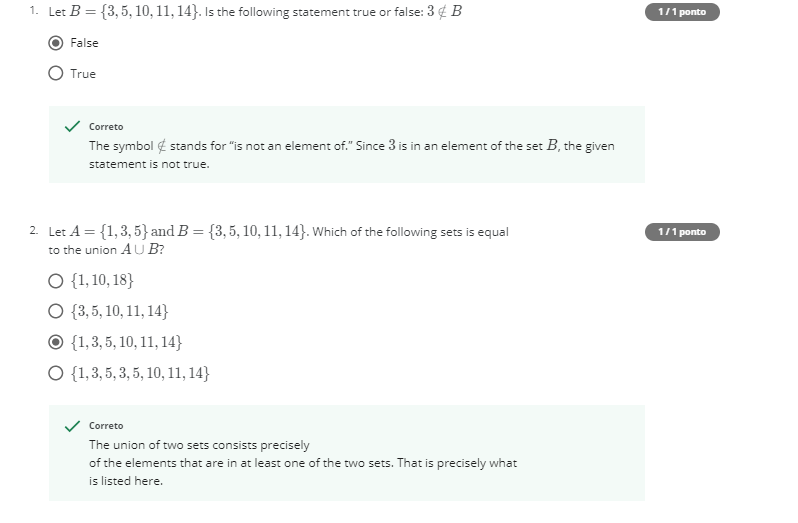 1. Let B = {3, 5, 10, 11, 14}. Is the following statement true or false: 3 ∉ B
1 / 1 ponto
False
True
Correto
The symbol ∉ stands for “is not an element of.” Since 3 is in an element of the set B, the given
statement is not true.
2. Let A = {1, 3, 5} and B = {3, 5, 10, 11, 14}. Which of the following sets is equal
1 / 1 ponto
to the union A ∪ B?
{1, 10, 18}
{3, 5, 10, 11, 14}
{1, 3, 5, 10, 11, 14}
{1, 3, 5, 3, 5, 10, 11, 14}
Correto
The union of two sets consists precisely
of the elements that are in at least one of the two sets. That is precisely what
is listed here.